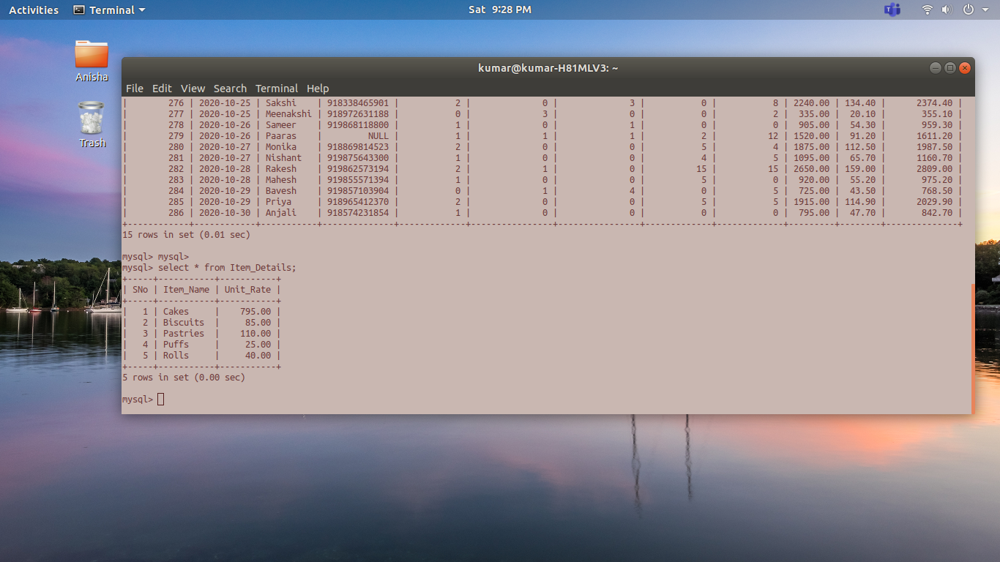 Activities Terminal Sat 9:28 PM
Anisha
Trash
kumar@kumar-H81MLV3: ~
File Edit View Search Terminal Help
| 276 | 2020-10-25 | Sakshi | 918338465901 | 2 | 0 | 3 | 0 | 8 | 2240.00 | 134.40 | 2374.40 |
| 277 | 2020-10-25 | Meenakshi | 918972631188 | 0 | 3 | 0 | 0 | 2 | 335.00 | 20.10 | 355.10 |
| 278 | 2020-10-26 | Sameer | 919868118800 | 1 | 0 | 1 | 0 | 0 | 905.00 | 54.30 | 959.30 |
| 279 | 2020-10-26 | Paaras | NULL | 1 | 1 | 1 | 2 | 12 | 1520.00 | 91.20 | 1611.20 |
| 280 | 2020-10-27 | Monika | 918869814523 | 2 | 0 | 0 | 5 | 4 | 1875.00 | 112.50 | 1987.50 |
| 281 | 2020-10-27 | Nishant | 919875643300 | 1 | 0 | 0 | 4 | 5 | 1095.00 | 65.70 | 1160.70 |
| 282 | 2020-10-28 | Rakesh | 919862573194 | 2 | 1 | 0 | 15 | 15 | 2650.00 | 159.00 | 2809.00 |
| 283 | 2020-10-28 | Mahesh | 919855571394 | 1 | 0 | 0 | 5 | 0 | 920.00 | 55.20 | 975.20 |
| 284 | 2020-10-29 | Bavesh | 919857103904 | 0 | 1 | 4 | 0 | 5 | 725.00 | 43.50 | 768.50 |
| 285 | 2020-10-29 | Priya | 918965412370 | 2 | 0 | 0 | 5 | 5 | 1915.00 | 114.90 | 2029.90 |
| 286 | 2020-10-30 | Anjali | 918574231854 | 1 | 0 | 0 | 0 | 0 | 795.00 | 47.70 | 842.70 |
+------------+------------+-----------+--------------+-------------+----------------+----------------+-------------+-------------+---------+--------+--------------+
15 rows in set (0.01 sec)
mysql> mysql>
mysql> select * from Item_Details;
+-----+-----------+-----------+
| SNo | Item_Name | Unit_Rate |
+-----+-----------+-----------+
| 1 | Cakes | 795.00 |
| 2 | Biscuits | 85.00 |
| 3 | Pastries | 110.00 |
| 4 | Puffs | 25.00 |
| 5 | Rolls | 40.00 |
+-----+-----------+-----------+
5 rows in set (0.00 sec)
mysql>